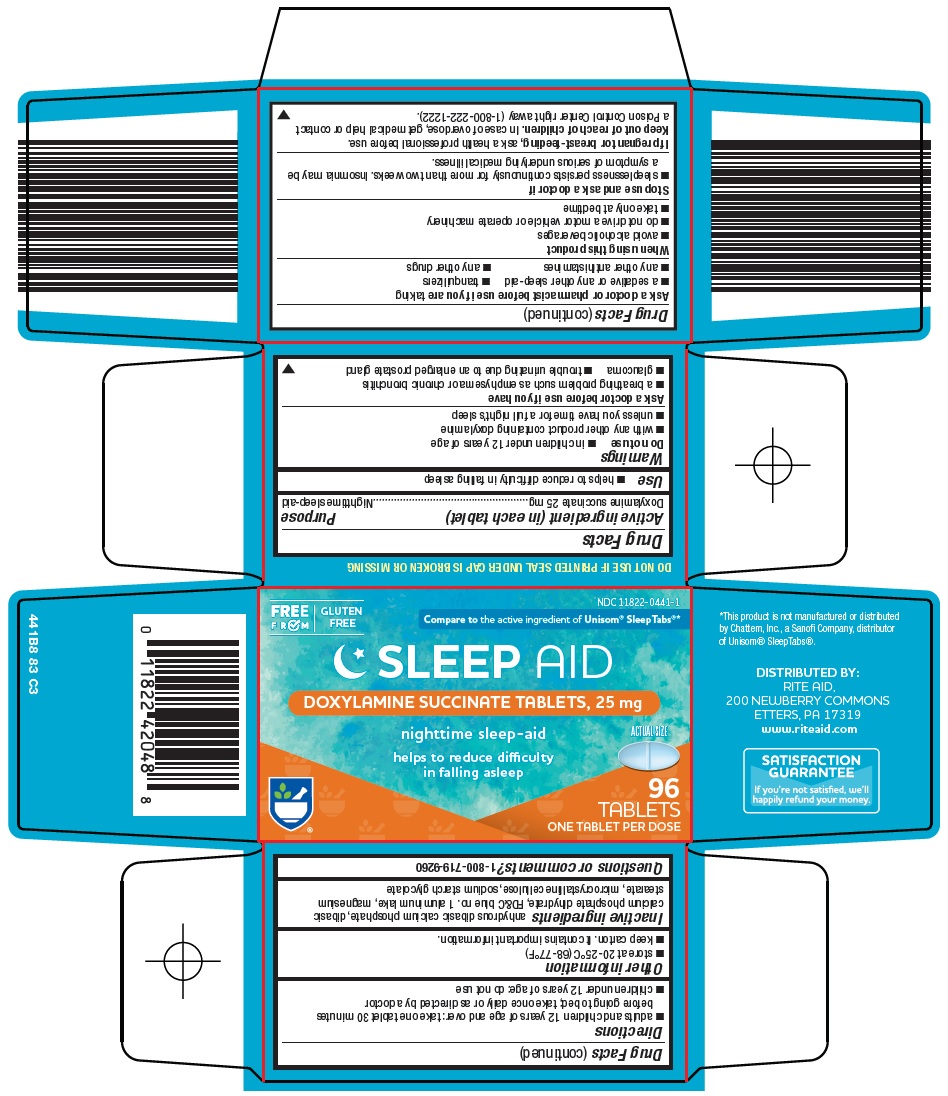 Drug Facts (continued)
Ask a doctor or pharmacist before use if you are taking
■ a sedative or any other sleep-aid ■ tranquilizers
■ any other antihistamines ■ any other drugs
When using this product
■ avoid alcoholic beverages
■ do not drive a motor vehicle or operate machinery
■ take only at bedtime
Stop use and ask a doctor if
■ sleeplessness persists continuously for more than two weeks. Insomnia may be
a symptom of serious underlying medical illness.
If pregnant or breast-feeding, ask a health professional before use.
Keep out of reach of children. In case of overdose, get medical help or contact
a Poison Control Center right away (1-800-222-1222).
Drug Facts
Active ingredient (in each tablet) Purpose
Doxylamine succinate 25 mg..........................................Nighttime sleep-aid
Use ■ helps to reduce difficulty in falling asleep
Warnings
Do not use ■ in children under 12 years of age
■ with any other product containing doxylamine
■ unless you have time for a full night's sleep
Ask a doctor before use if you have
■ a breathing problem such as emphysema or chronic bronchitis
■ glaucoma ■ trouble urinating due to an enlarged prostate gland
DO NOT USE IF PRINTED SEAL UNDER CAP IS BROKEN OR MISSING
441B8 83 C3
0 11822 42048 8
FREE FROM | GLUTEN FREE
NDC 11822-0441-1
Compare to the active ingredient of Unisom® SleepTabs®*
SLEEP AID
DOXYLAMINE SUCCINATE TABLETS, 25 mg
nighttime sleep-aid
helps to reduce difficulty
in falling asleep
ACTUAL SIZE
96
TABLETS
ONE TABLET PER DOSE
®
*This product is not manufactured or distributed
by Chattem, Inc., a Sanofi Company, distributor
of Unisom® SleepTabs®.
DISTRIBUTED BY:
RITE AID,
200 NEWBERRY COMMONS
ETTERS, PA 17319
www.riteaid.com
SATISFACTION
GUARANTEE
If you're not satisfied, we'll
happily refund your money.
Drug Facts (continued)
Directions
■ adults and children 12 years of age and over: take one tablet 30 minutes
before going to bed; take once daily or as directed by a doctor
■ children under 12 years of age: do not use
Other information
■ store at 20-25°C (68-77°F)
■ keep carton. It contains important information.
Inactive ingredients anhydrous dibasic calcium phosphate, dibasic
calcium phosphate dihydrate, FD&C blue no. 1 aluminum lake, magnesium
stearate, microcrystalline cellulose, sodium starch glycolate
Questions or comments? 1-800-719-9260